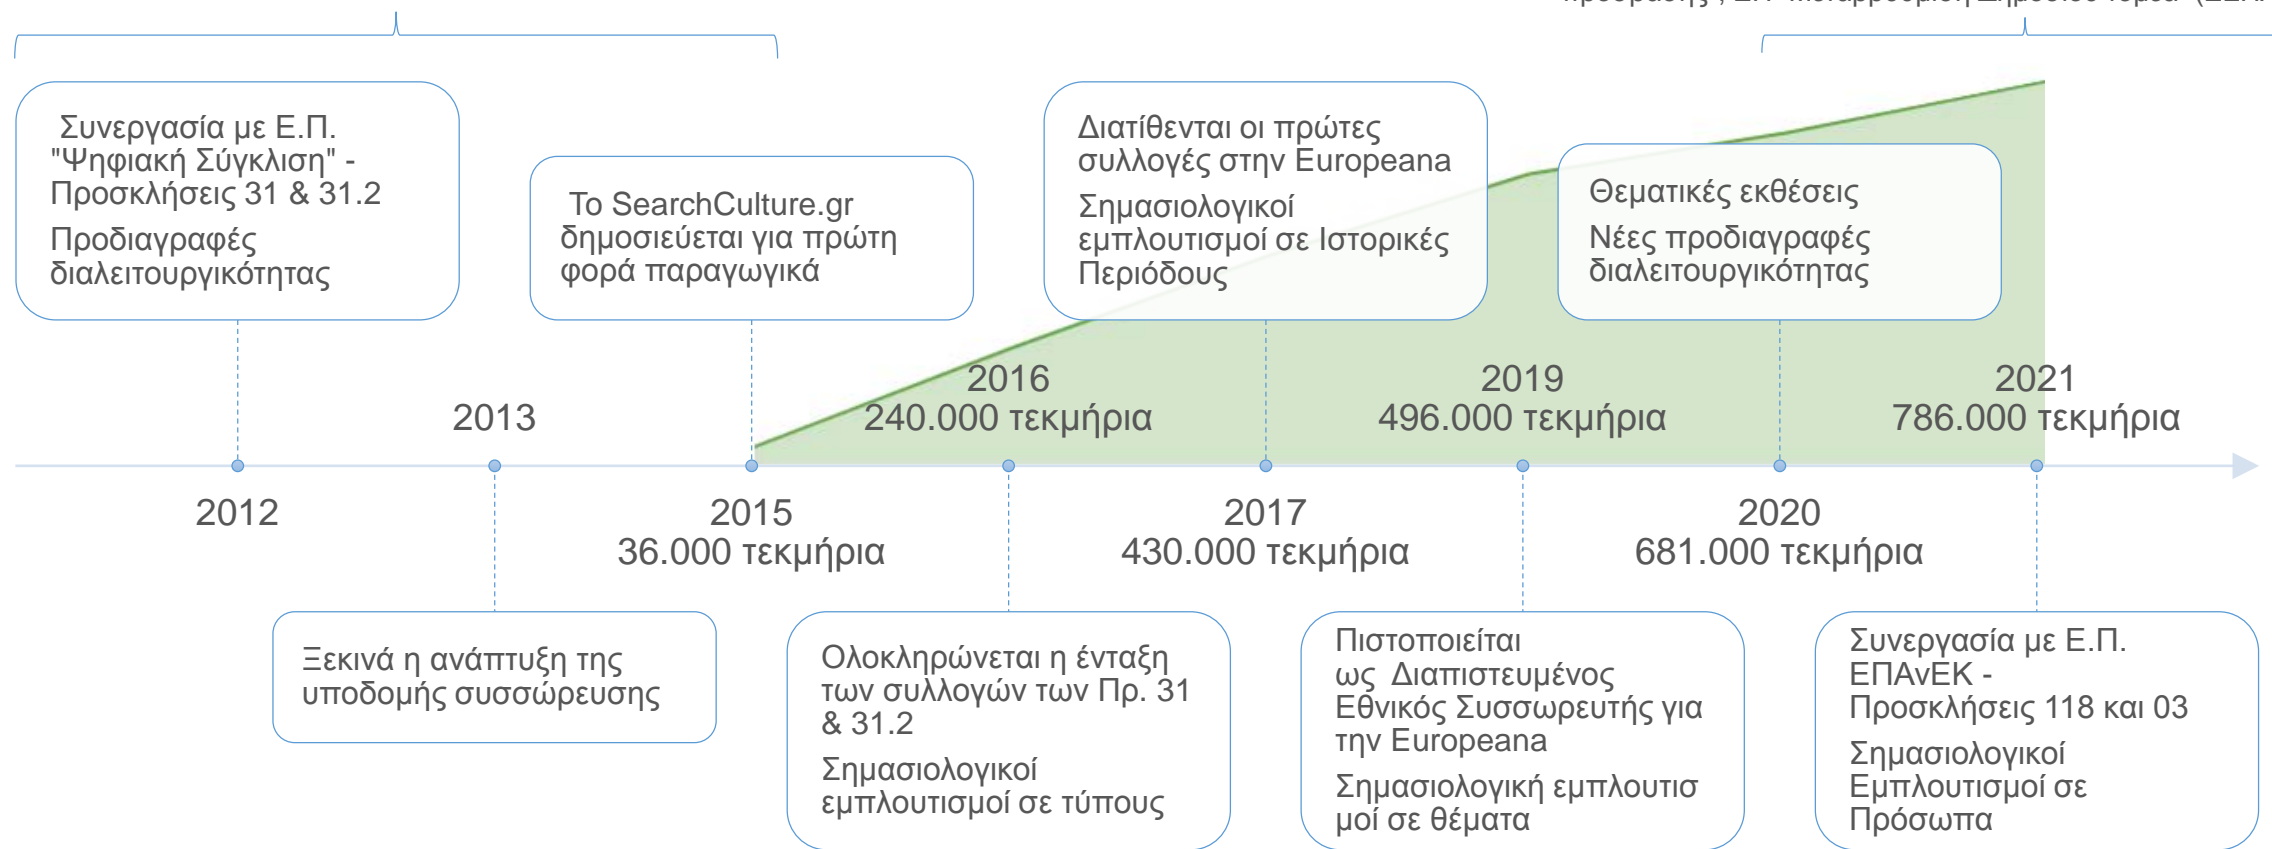 Συνεργασία με Ε.Π.
"Ψηφιακή Σύγκλιση" -
Προσκλήσεις 31 & 31.2
Προδιαγραφές
διαλειτουργικότητας
Το SearchCulture.gr
δημοσιεύεται για πρώτη
φορά παραγωγικά
Διατίθενται οι πρώτες
συλλογές στην Europeana
Σημασιολογικοί
εμπλουτισμοί σε Ιστορικές
Περιόδους
Θεματικές εκθέσεις
Νέες προδιαγραφές
διαλειτουργικότητας
2013
2016
240.000 τεκμήρια
2019
496.000 τεκμήρια
2021
786.000 τεκμήρια
2012
2015
36.000 τεκμήρια
2017
430.000 τεκμήρια
2020
681.000 τεκμήρια
Ξεκινά η ανάπτυξη της
υποδομής συσσώρευσης
Ολοκληρώνεται η ένταξη
των συλλογών των Πρ. 31
& 31.2
Σημασιολογικοί
εμπλουτισμοί σε τύπους
Πιστοποιείται
ως Διαπιστευμένος
Εθνικός Συσσωρευτής για
την Europeana
Σημασιολογική εμπλουτισ
μοί σε θέματα
Συνεργασία με Ε.Π.
ΕΠΑνΕΚ -
Προσκλήσεις 118 και 03
Σημασιολογικοί
Εμπλουτισμοί σε
Πρόσωπα